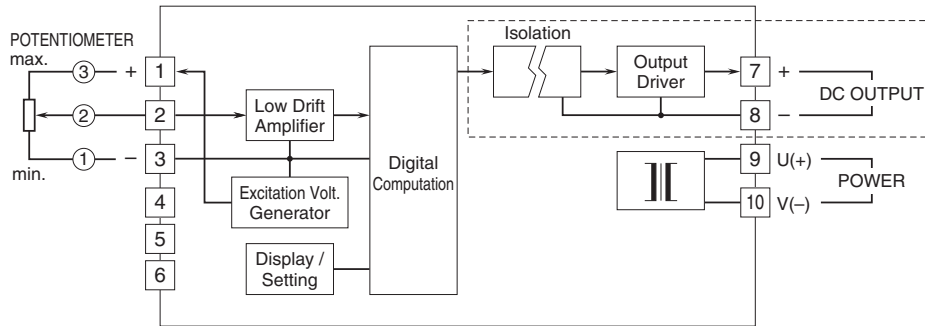 POTENTIOMETER
max.
3
+
1
2
2
1
–
3
min.
4
5
6
Low Drift
Amplifier
Excitation Volt.
Generator
Display /
Setting
Digital
Computation
Isolation
Output
Driver
7
+
DC OUTPUT
8
–
9
U(+)
POWER
10
V(–)